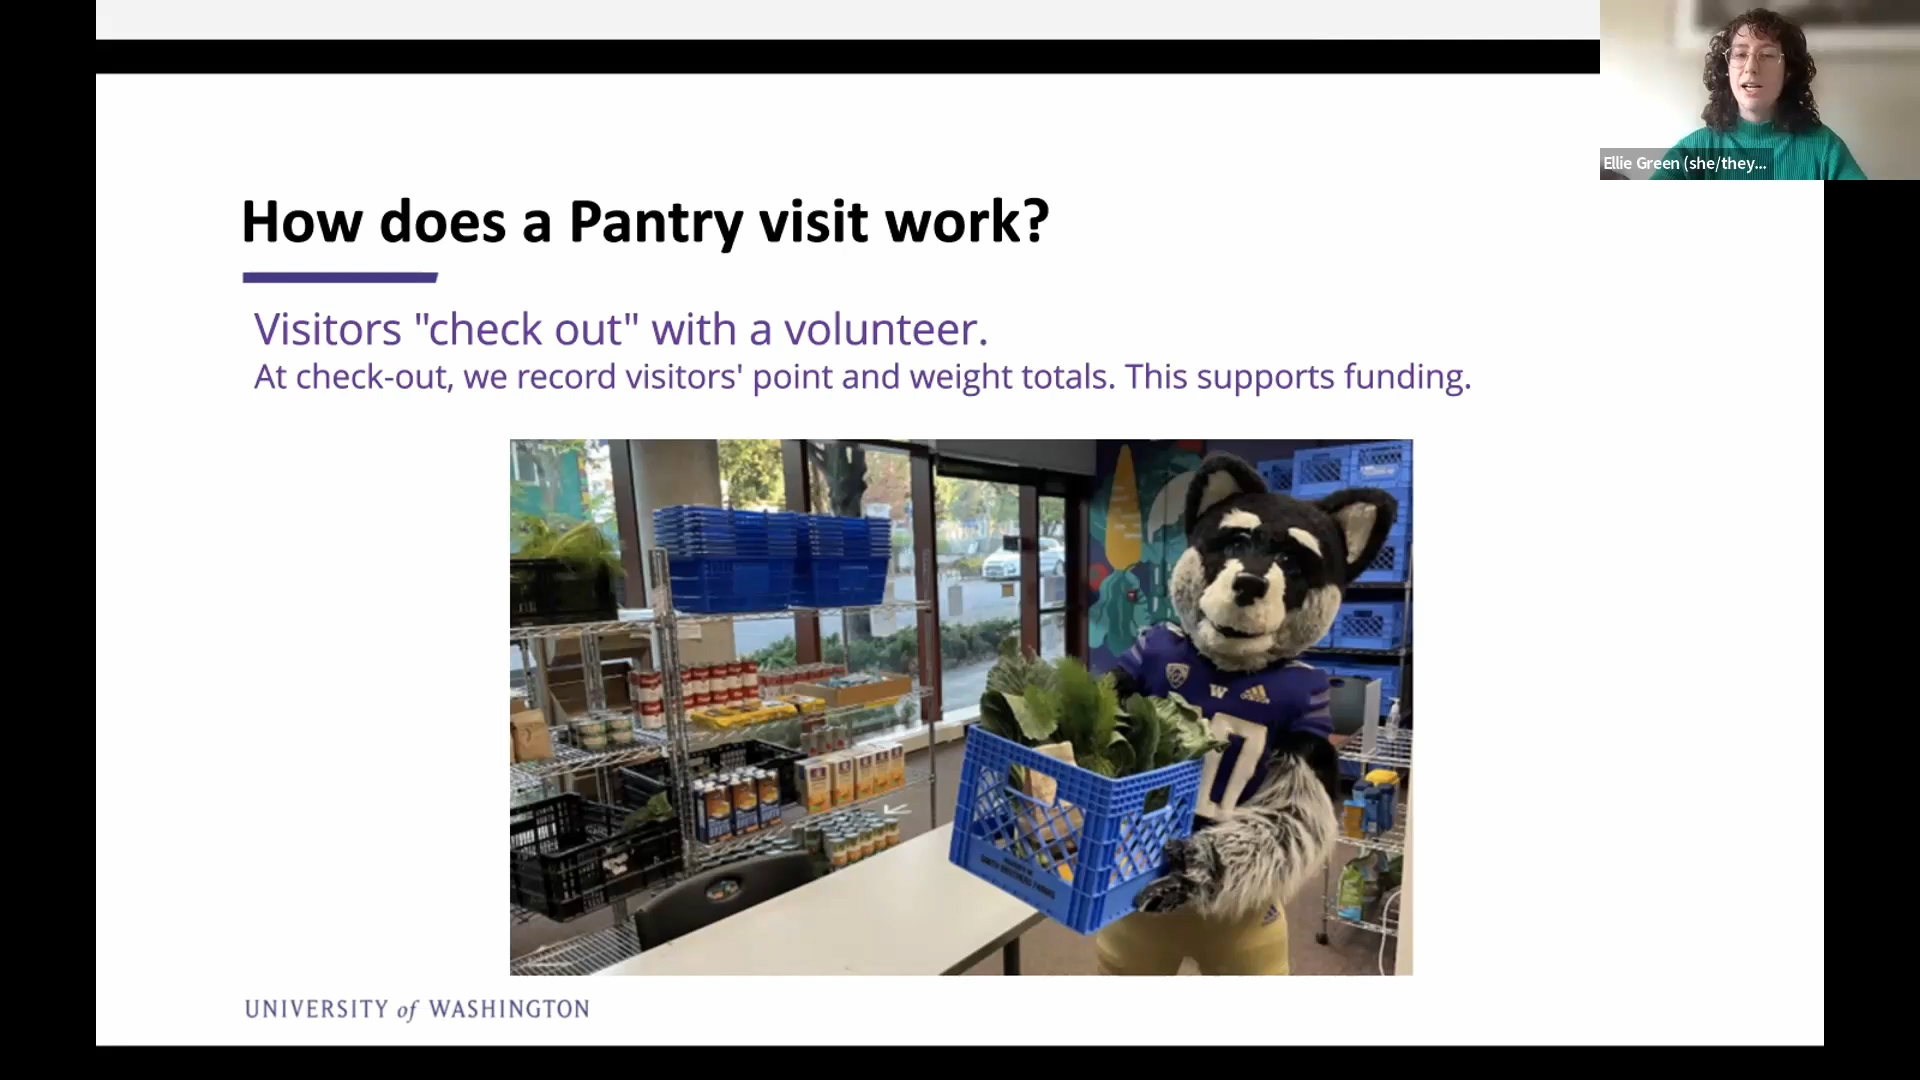 Ellie Green (she/they...
How does a Pantry visit work?
Visitors "check out" with a volunteer.
At check-out, we record visitors' point and weight totals. This supports funding.
W
UNIVERSITY of WASHINGTON